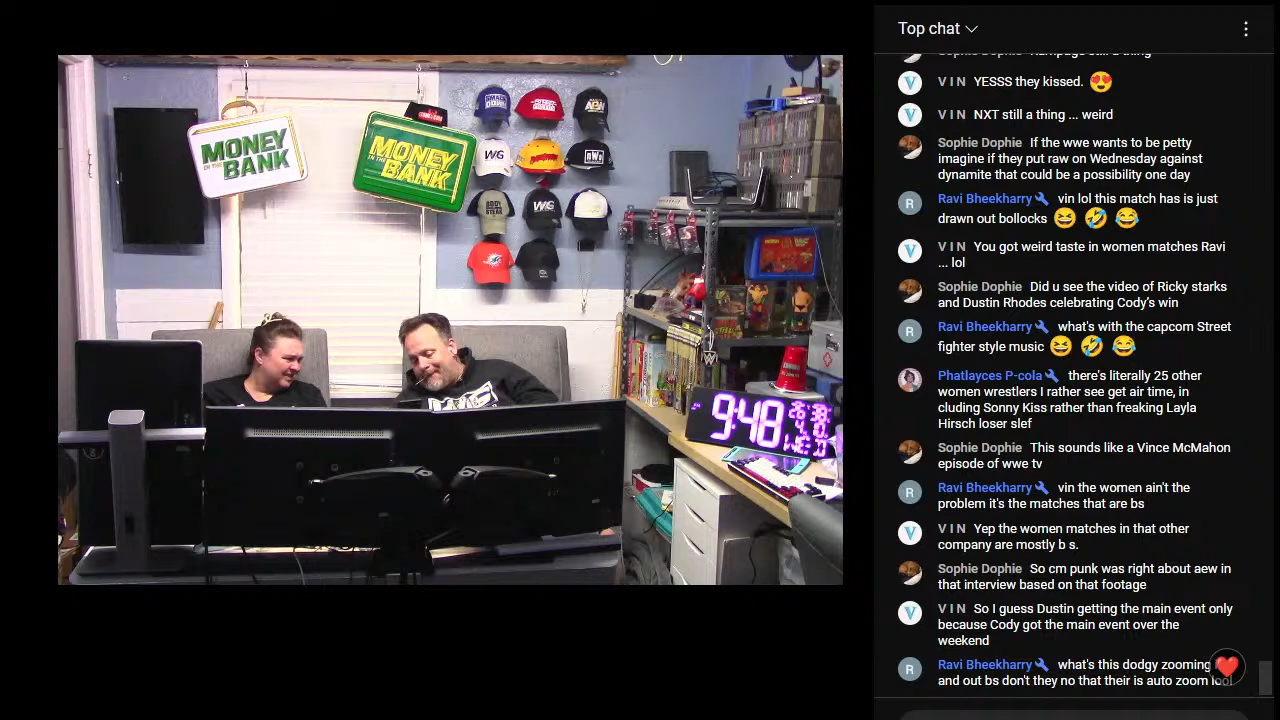 Top chat
Sophie Dophie Rampage still a thing
V I N YESSS they kissed. 😍
V I N NXT still a thing ... weird
Sophie Dophie If the wwe wants to be petty
imagine if they put raw on Wednesday against
dynamite that could be a possibility one day
Ravi Bheekharry vin lol this match has is just
drawn out bollocks 😆 🤣 😂
V I N You got weird taste in women matches Ravi
... lol
Sophie Dophie Did u see the video of Ricky starks
and Dustin Rhodes celebrating Cody's win
Ravi Bheekharry what's with the capcom Street
fighter style music 😆 🤣 😂
Phatlayces P-cola there's literally 25 other
women wrestlers I rather see get air time, in
cluding Sonny Kiss rather than freaking Layla
Hirsch loser slef
Sophie Dophie This sounds like a Vince McMahon
episode of wwe tv
Ravi Bheekharry vin the women ain't the
problem it's the matches that are bs
V I N Yep the women matches in that other
company are mostly b s.
Sophie Dophie So cm punk was right about aew in
that interview based on that footage
V I N So I guess Dustin getting the main event only
because Cody got the main event over the
weekend
Ravi Bheekharry what's this dodgy zooming
and out bs don't they no that their is auto zoom lool
MONEY
IN THE
BANK
MONEY
IN THE
BANK
WG
nWo
9:48